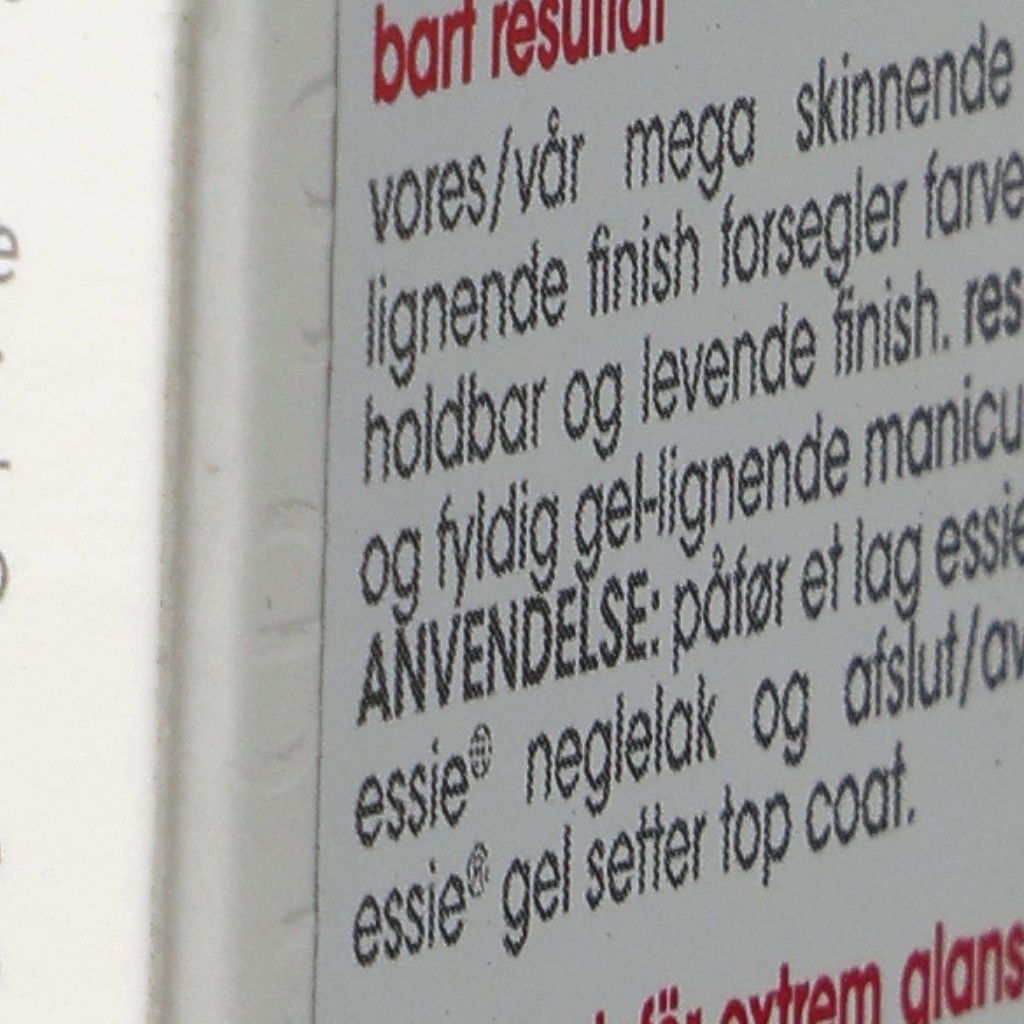 bart resultat
vores/vår mega skinnende
lignende finish forsegler farve
holdbar og levende finish. res
og fyldig gel-lignende manicu
ANVENDELSE: påfør et lag essie
essie® neglelak og afslut/av
essie® gel setter top coat.
för extrem glans